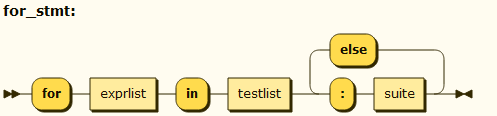 for_stmt:
else
for exprlist in testlist : suite